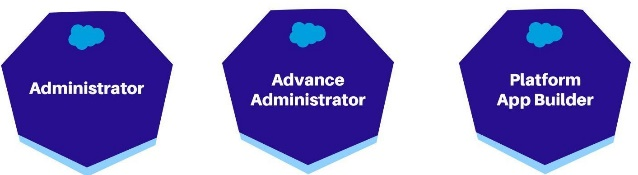 Administrator
Advance
Administrator
Platform
App Builder